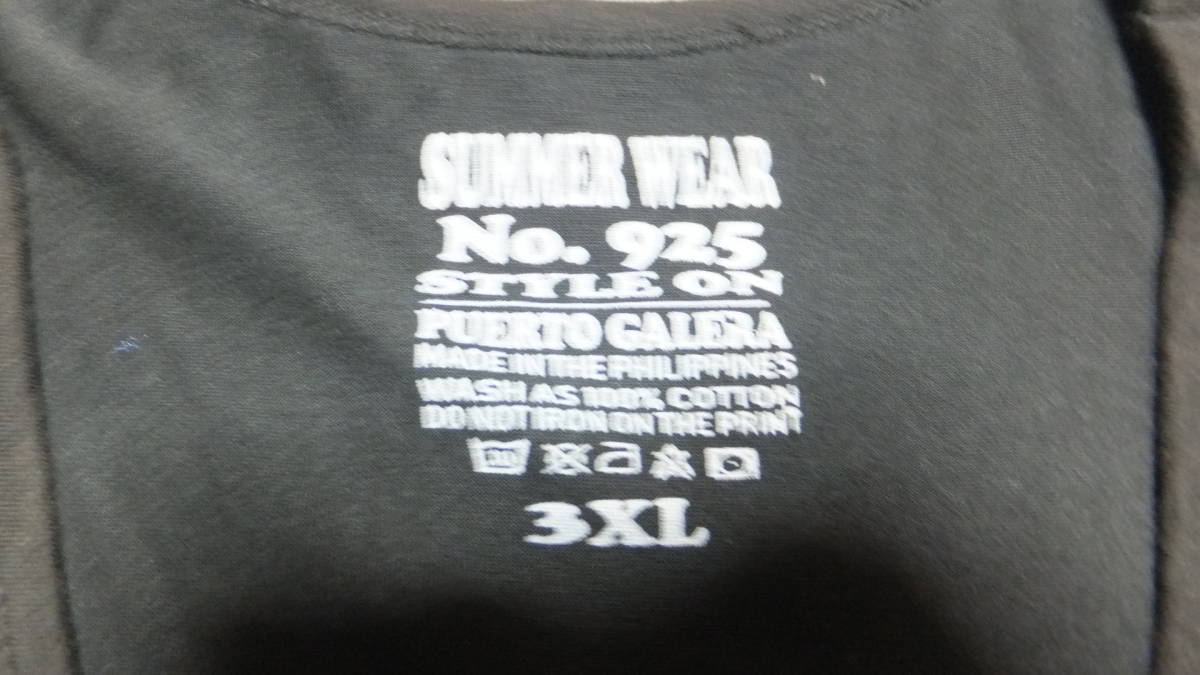 SUMMER WEAR
No. 925
STYLE ON
PUERTO GALERA
MADE IN THE PHILIPPINES
WASH AS 100% COTTON
DO NOT IRON ON THE PRINT
30
3XL